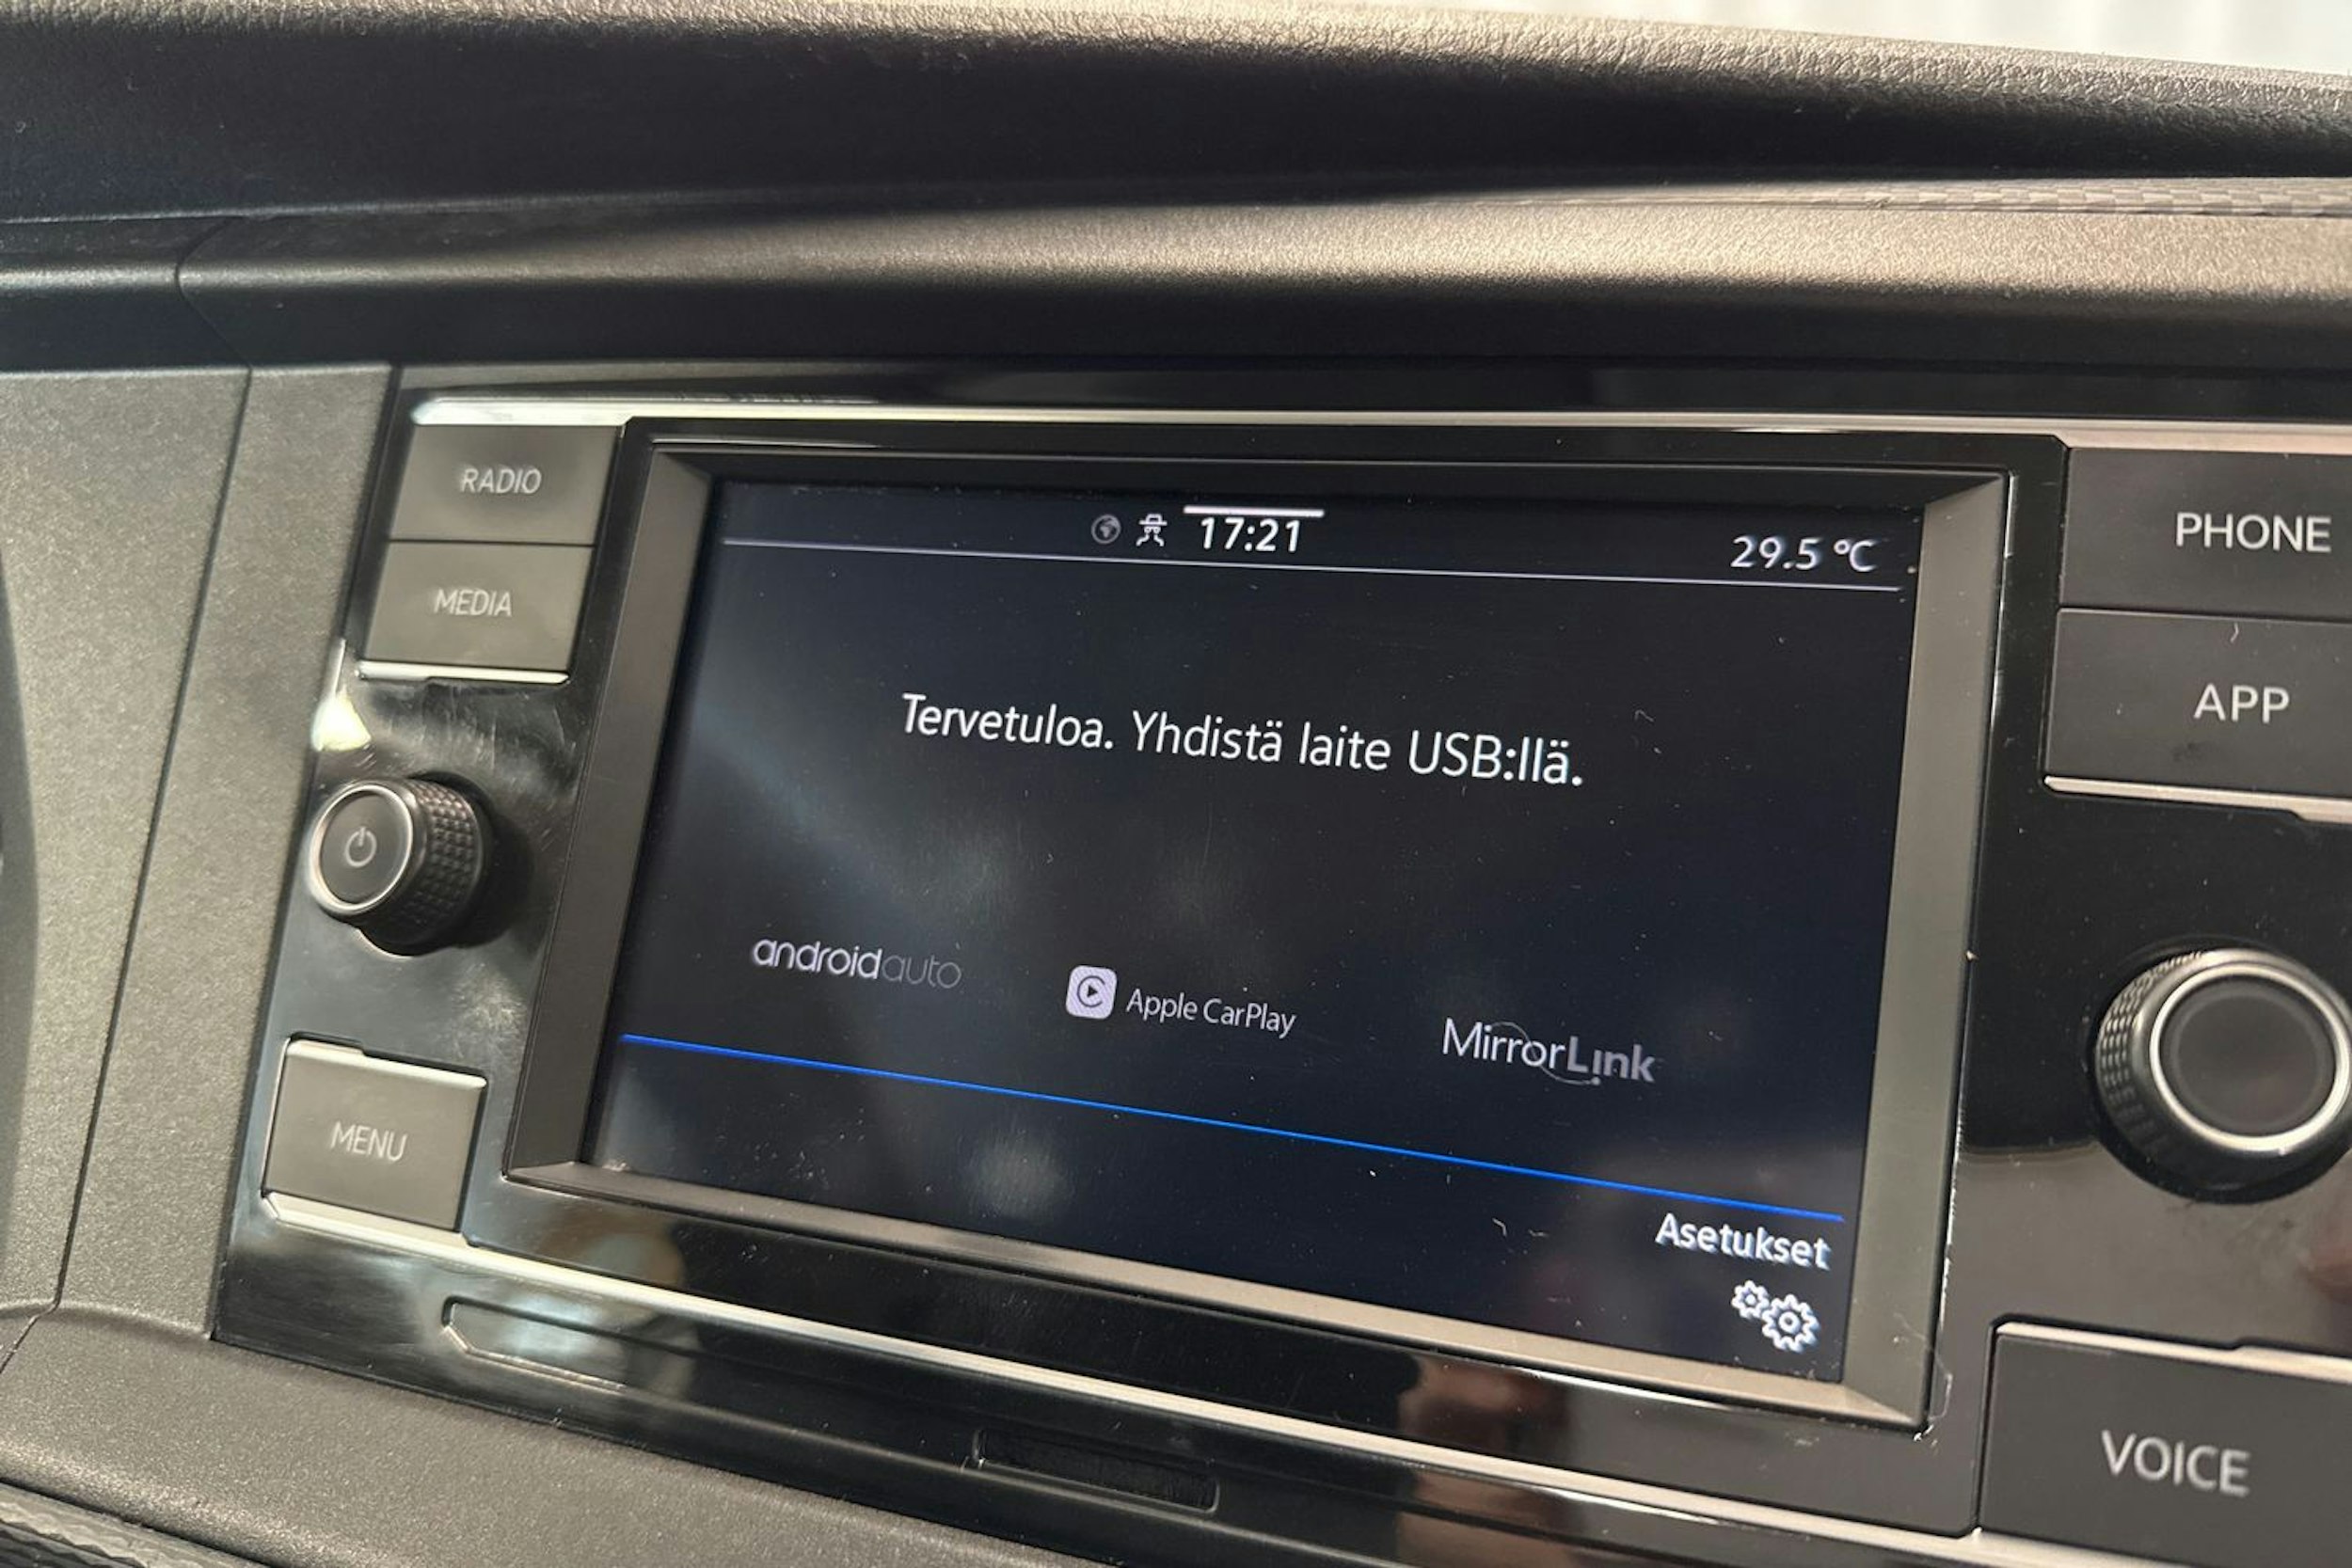 RADIO
MEDIA
MENU
17:21
29.5 °C
Tervetuloa. Yhdistä laite USB:llä.
androidauto
Apple CarPlay
MirrorLink
Asetukset
PHONE
APP
VOICE